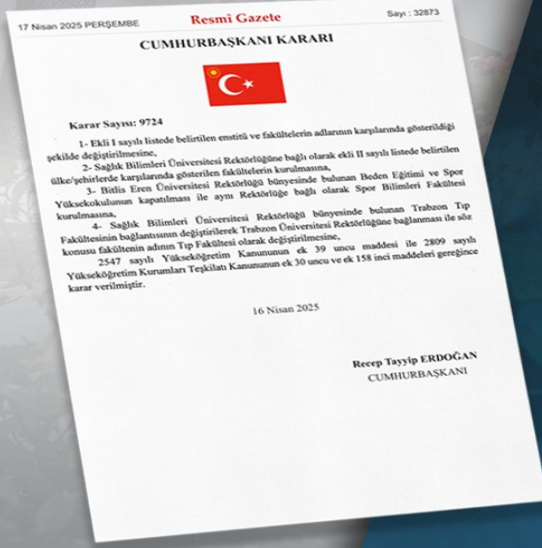 17 Nisan 2025 PERŞEMBE Resmî Gazete Sayı : 32873
CUMHURBAŞKANI KARARI
Karar Sayısı: 9724
1- Ekli I sayılı listede belirtilen enstitü ve fakültelerin adlarının karşılarında gösterildiği
şekilde değiştirilmesine,
2- Sağlık Bilimleri Üniversitesi Rektörlüğüne bağlı olarak ekli II sayılı listede belirtilen
ülke/şehirlerde karşılarında gösterilen fakültelerin kurulmasına,
3- Bitlis Eren Üniversitesi Rektörlüğü bünyesinde bulunan Beden Eğitimi ve Spor
Yüksekokulunun kapatılması ile aynı Rektörlüğe bağlı olarak Spor Bilimleri Fakültesi
kurulmasına,
4- Sağlık Bilimleri Üniversitesi Rektörlüğü bünyesinde bulunan Trabzon Tıp
Fakültesinin bağlantısının değiştirilerek Trabzon Üniversitesi Rektörlüğüne bağlanması ile söz
konusu fakültenin adının Tıp Fakültesi olarak değiştirilmesine,
2547 sayılı Yükseköğretim Kanununun ek 39 uncu maddesi ile 2809 sayılı
Yükseköğretim Kurumları Teşkilatı Kanununun ek 30 uncu ve ek 158 inci maddeleri gereğince
karar verilmiştir.
16 Nisan 2025
Recep Tayyip ERDOĞAN
CUMHURBAŞKANI